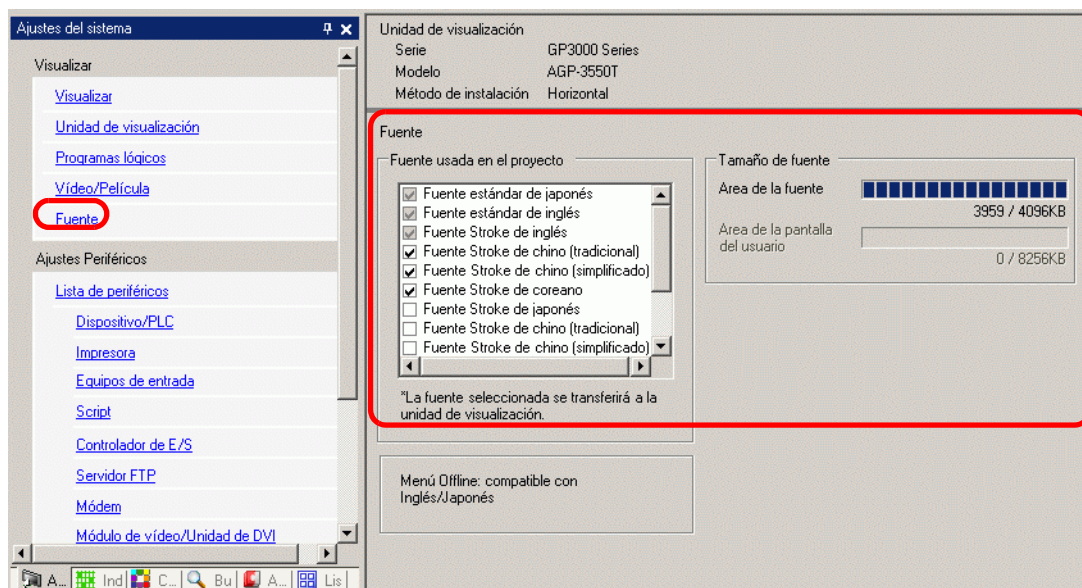 Ajustes del sistema
Visualizar
Visualizar
Unidad de visualización
Programas lógicos
Vídeo/Película
Fuente
Ajustes Periféricos
Lista de periféricos
Dispositivo/PLC
Impresora
Equipos de entrada
Script
Controlador de E/S
Servidor FTP
Módem
Módulo de vídeo/Unidad de DVI
A...
Ind
C...
Bu
A...
Lis
Unidad de visualización
Serie GP3000 Series
Modelo AGP-3550T
Método de instalación Horizontal
Fuente
Fuente usada en el proyecto
Fuente estándar de japonés
Fuente estándar de inglés
Fuente Stroke de inglés
Fuente Stroke de chino (tradicional)
Fuente Stroke de chino (simplificado)
Fuente Stroke de coreano
Fuente Stroke de japonés
Fuente Stroke de chino (tradicional)
Fuente Stroke de chino (simplificado)
*La fuente seleccionada se transferirá a la
unidad de visualización.
Menú Offline: compatible con
Inglés/Japonés
Tamaño de fuente
Area de la fuente
3959 / 4096KB
Area de la pantalla
del usuario
0 / 8256KB